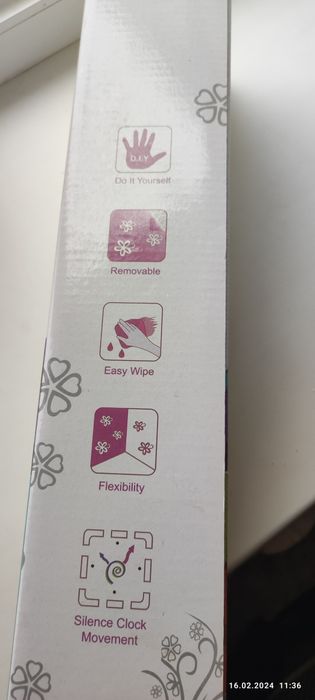 D.I.Y
Do It Yourself
Removable
Easy Wipe
Flexibility
Silence Clock
Movement
16.02.2024 11:36